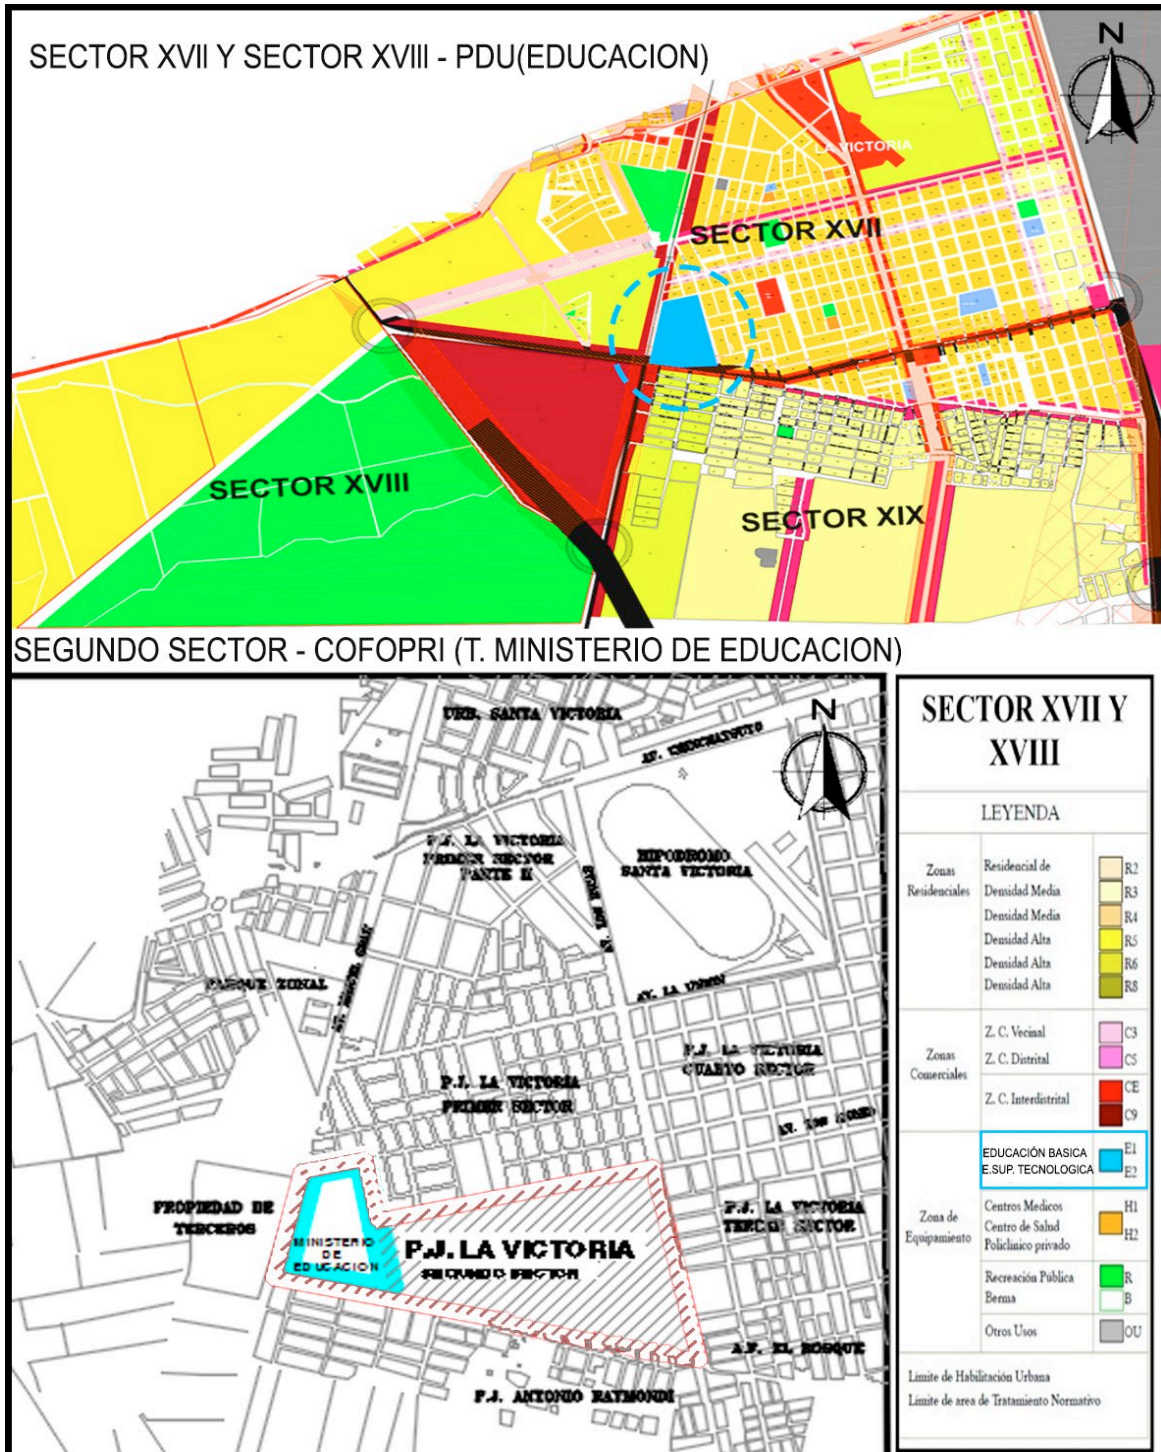 SECTOR XVII Y SECTOR XVIII - PDU(EDUCACION)
N
LA VICTORIA
SECTOR XVII
SECTOR XVIII
SECTOR XIX
SEGUNDO SECTOR - COFOPRI (T. MINISTERIO DE EDUCACION)
URB. SANTA VICTORIA
N
P.J. LA VICTORIA
PRIMER SECTOR
PARTE II
HIPODROMO
SANTA VICTORIA
PARQUE ZONAL
AV. LA UNION
P.J. LA VICTORIA
CUARTO SECTOR
P.J. LA VICTORIA
PRIMER SECTOR
PROPIEDAD DE
TERCEROS
MINISTERIO
DE
EDUCACION
P.J. LA VICTORIA
SEGUNDO SECTOR
P.J. LA VICTORIA
TERCER SECTOR
EL BOSQUE
P.J. ANTONIO RAYMONDI
SECTOR XVII Y
XVIII
LEYENDA
Zonas
Residenciales
Residencial de R2
Densidad Media R3
Densidad Media R4
Densidad Alta R5
Densidad Alta R6
Densidad Alta R8
Zonas
Comerciales
Z. C. Vecinal C3
Z. C. Distrital C5
Z. C. Interdistrital CE
C9
Zona de
Equipamiento
EDUCACIÓN BASICA E1
E.SUP. TECNOLOGICA E2
Centros Medicos H1
Centro de Salud
Policlinico privado H2
Recreación Pública R
Berma B
Otros Usos OU
Limite de Habilitación Urbana
Limite de area de Tratamiento Normativo